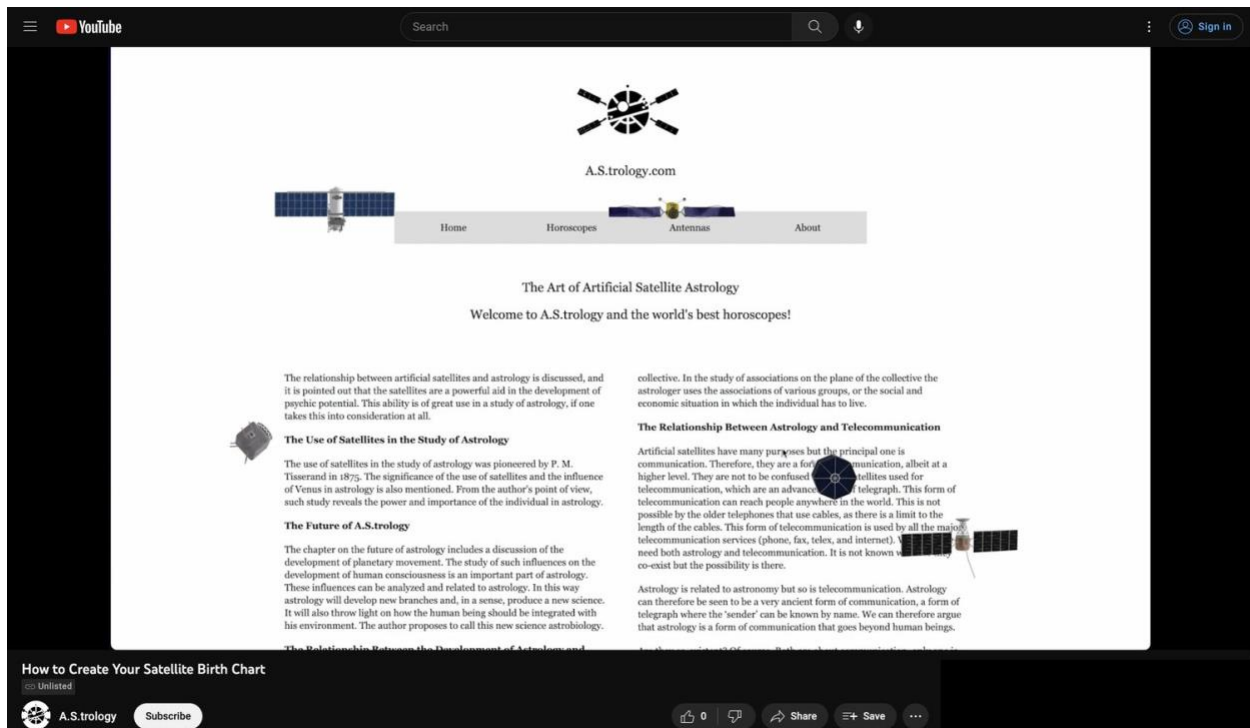 YouTube
Search
Sign in
A.S.trology.com
Home
Horoscopes
Antennas
About
The Art of Artificial Satellite Astrology
Welcome to A.S.trology and the world's best horoscopes!
The relationship between artificial satellites and astrology is discussed, and
it is pointed out that the satellites are a powerful aid in the development of
psychic potential. This ability is of great use in a study of astrology, if one
takes this into consideration at all.
The Use of Satellites in the Study of Astrology
The use of satellites in the study of astrology was pioneered by P. M.
Tisserand in 1875. The significance of the use of satellites and the influence
of Venus in astrology is also mentioned. From the author's point of view,
such study reveals the power and importance of the individual in astrology.
The Future of A.S.trology
The chapter on the future of astrology includes a discussion of the
development of planetary movement. The study of such influences on the
development of human consciousness is an important part of astrology.
These influences can be analyzed and related to astrology. In this way
astrology will develop new branches and, in a sense, produce a new science.
It will also throw light on how the human being should be integrated with
his environment. The author proposes to call this new science astrobiology.
The Relationship Between the Development of Astrology and
collective. In the study of associations on the plane of the collective the
astrologer uses the associations of various groups, or the social and
economic situation in which the individual has to live.
The Relationship Between Astrology and Telecommunication
Artificial satellites have many purposes but the principal one is
communication. Therefore, they are a munication, albeit at a
higher level. They are not to be confused tellites used for
telecommunication, which are an advance telegraph. This form of
telecommunication can reach people anywhere in the world. This is not
possible by the older telephones that use cables, as there is a limit to the
length of the cables. This form of telecommunication is used by all the major
telecommunication services (phone, fax, telex, and internet).
need both astrology and telecommunication. It is not known
co-exist but the possibility is there.
Astrology is related to astronomy but so is telecommunication. Astrology
can therefore be seen to be a very ancient form of communication, a form of
telegraph where the 'sender' can be known by name. We can therefore argue
that astrology is a form of communication that goes beyond human beings.
How to Create Your Satellite Birth Chart
Unlisted
A.S.trology
Subscribe
0
Share
Save